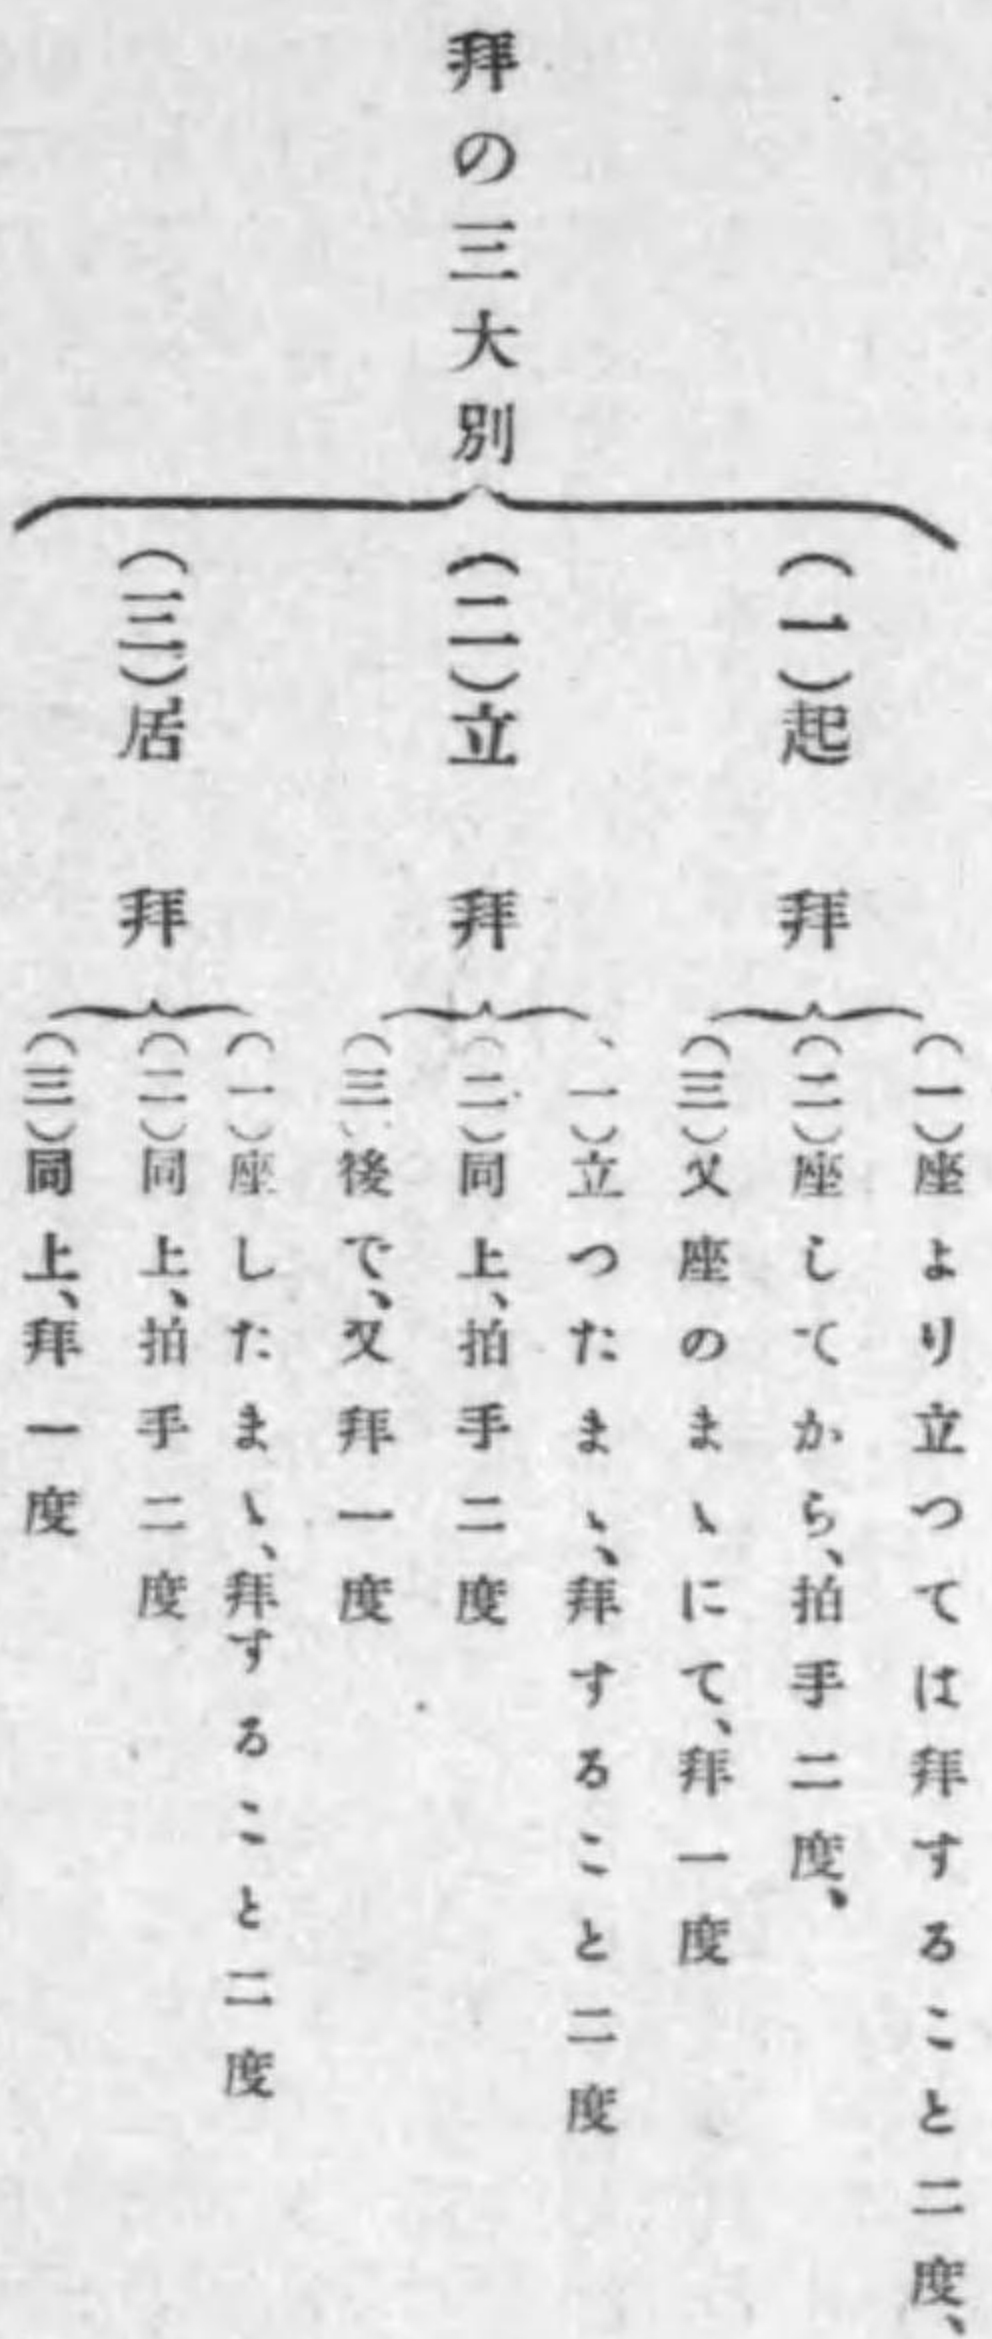 拜の三大別
(一)起拜
(一)座より立つては拜すること二度、
(二)座してから、拍手二度、
(三)又座のまゝにて、拜一度
(二)立拜
(一)立つたまゝ、拜すること二度
(二)同上、拍手二度
(三)後で、又拜一度
(三)居拜
(一)座したまゝ、拜すること二度
(二)同上、拍手二度
(三)同上、拜一度